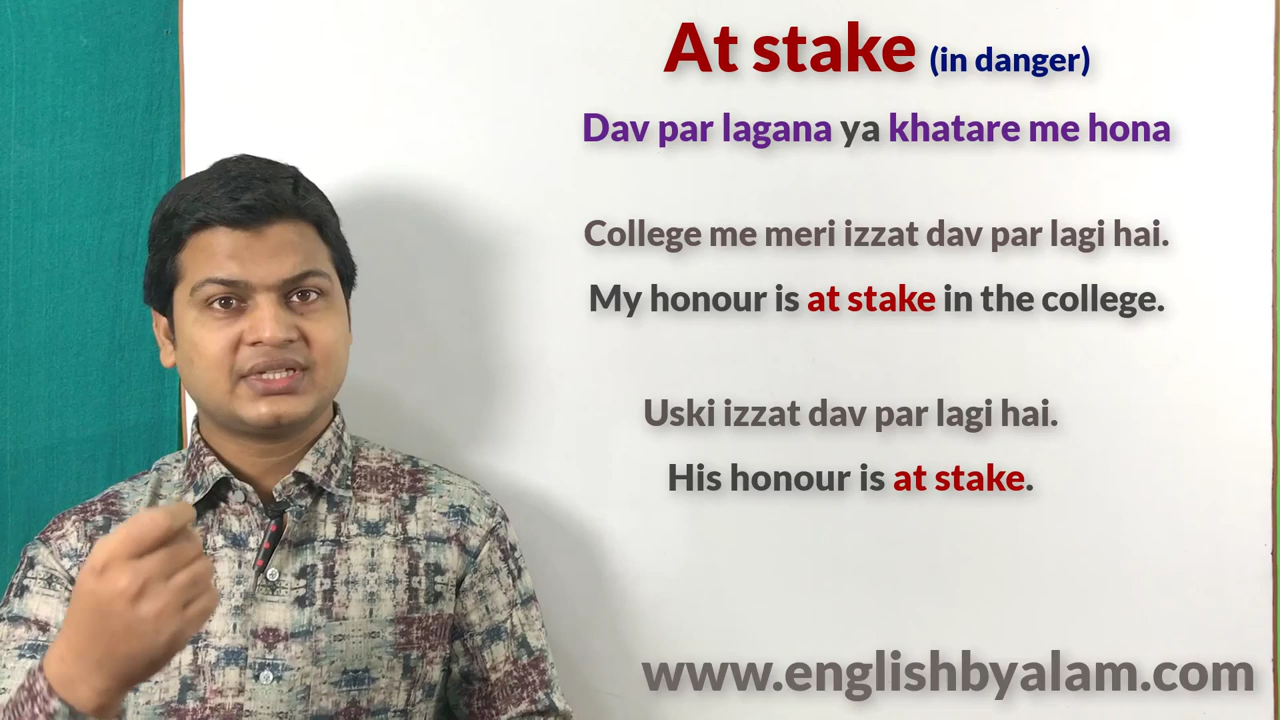 At stake (in danger)
Dav par lagana ya khatare me hona
College me meri izzat dav par lagi hai.
My honour is at stake in the college.
Uski izzat dav par lagi hai.
His honour is at stake.
www.englishbyalam.com